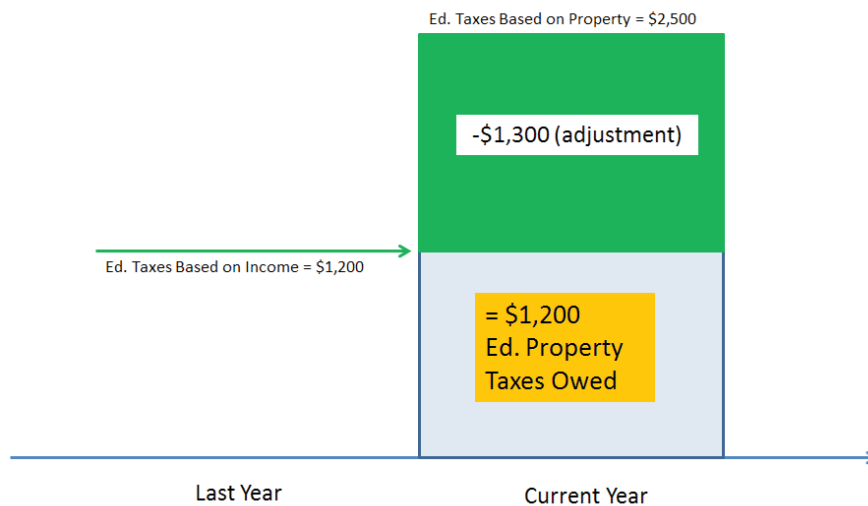 Ed. Taxes Based on Property = $2,500
-$1,300 (adjustment)
Ed. Taxes Based on Income = $1,200
= $1,200
Ed. Property
Taxes Owed
Last Year
Current Year